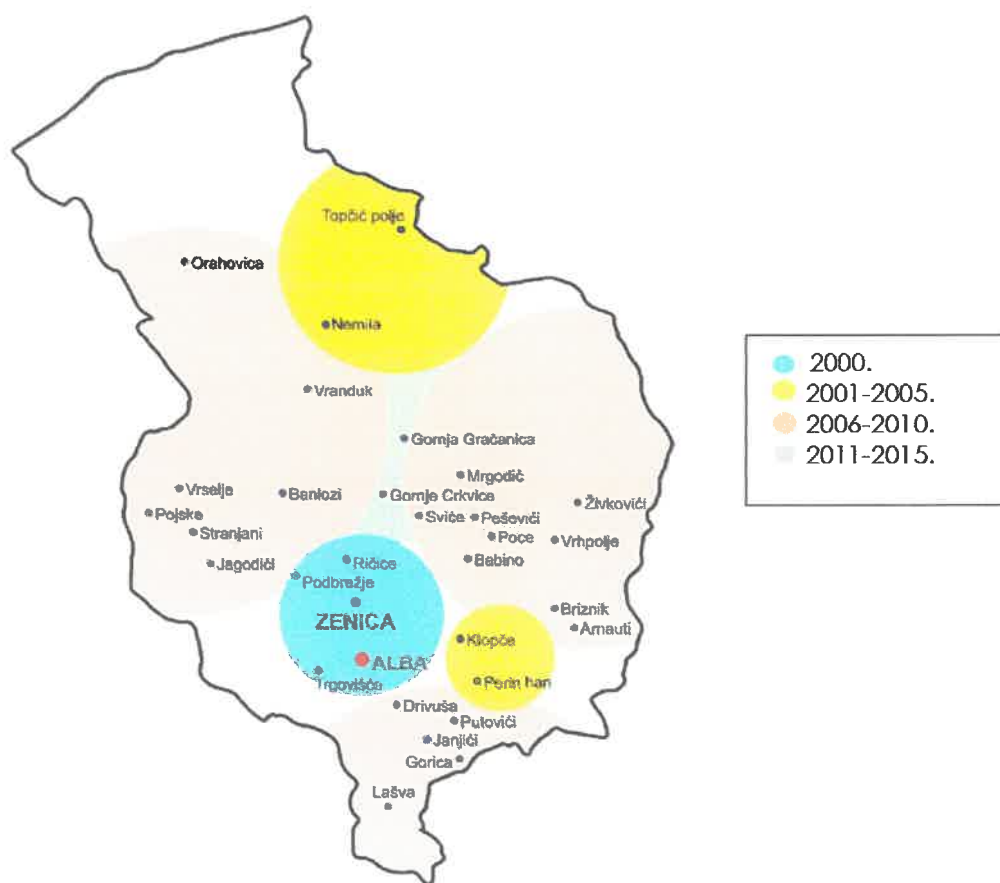 Topčić polje
Orahovica
Nemila
Vranduk
Gornja Gračanica
Mrgodić
Vrselje
Banlozi
Gornje Crkvice
Živkovići
Pojske
Sviće
Pešovići
Stranjani
Poce
Vrhpolje
Jagodići
Ričice
Babino
Podbražje
ZENICA
Briznik
Arnauti
Klopče
ALBA
Trgovišće
Perin han
Drivuša
Putovići
Janjići
Gorica
Lašva
2000.
2001-2005.
2006-2010.
2011-2015.